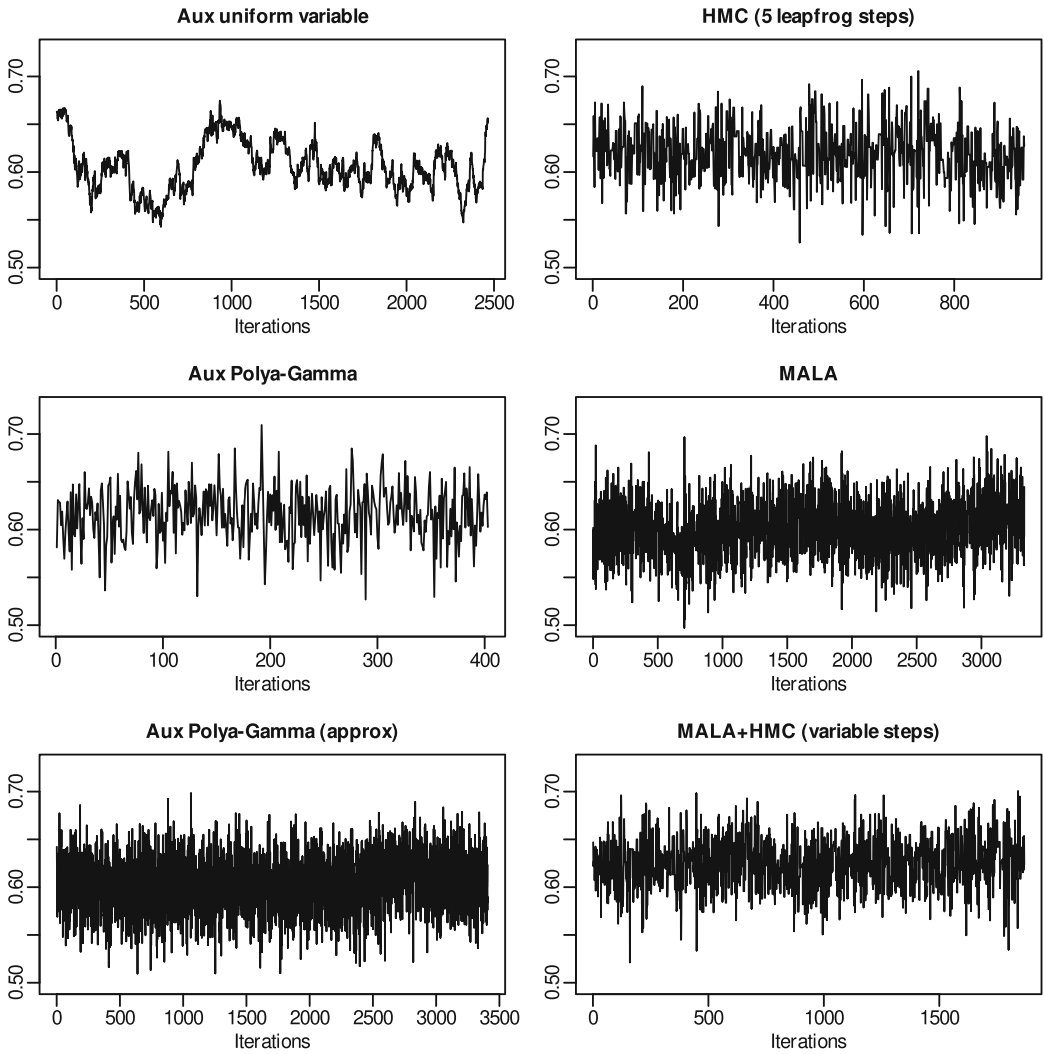 Aux uniform variable
0.70
0.60
0.50
0 500 1000 1500 2000 2500
Iterations
HMC (5 leapfrog steps)
0.70
0.60
0.50
0 200 400 600 800
Iterations
Aux Polya-Gamma
0.70
0.60
0.50
0 100 200 300 400
Iterations
MALA
0.70
0.60
0.50
0 500 1000 1500 2000 2500 3000
Iterations
Aux Polya-Gamma (approx)
0.70
0.60
0.50
0 500 1000 1500 2000 2500 3000 3500
Iterations
MALA+HMC (variable steps)
0.70
0.60
0.50
0 500 1000 1500
Iterations